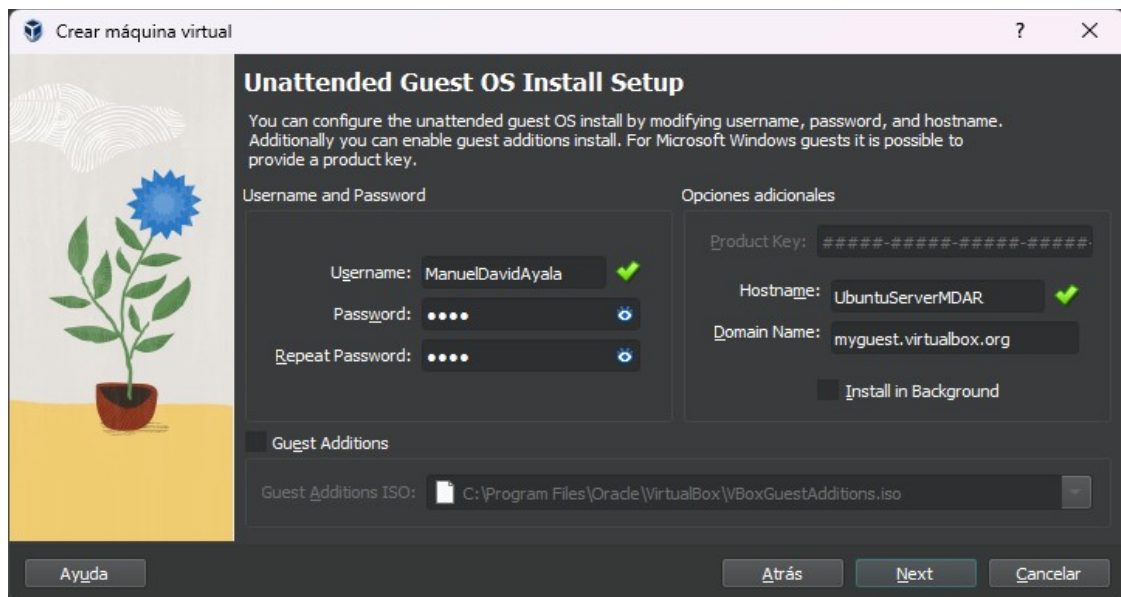 Crear máquina virtual
?
Unattended Guest OS Install Setup
You can configure the unattended guest OS install by modifying username, password, and hostname.
Additionally you can enable guest additions install. For Microsoft Windows guests it is possible to
provide a product key.
Username and Password
Username: ManuelDavidAyala
Password: ●●●●
Repeat Password: ●●●●
Opciones adicionales
Product Key: #####-#####-#####-#####-
Hostname: UbuntuServerMDAR
Domain Name: myguest.virtualbox.org
Install in Background
Guest Additions
Guest Additions ISO: C:\Program Files\Oracle\VirtualBox\VBoxGuestAdditions.iso
Ayuda
Atrás
Next
Cancelar